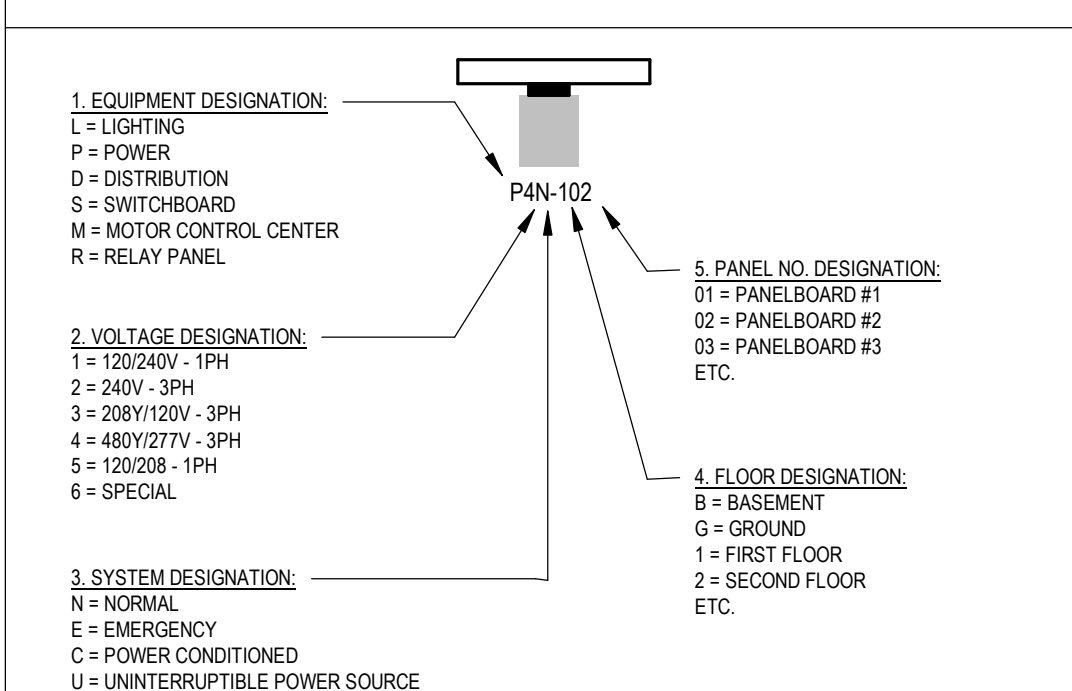 1. EQUIPMENT DESIGNATION:
L = LIGHTING
P = POWER
D = DISTRIBUTION
S = SWITCHBOARD
M = MOTOR CONTROL CENTER
R = RELAY PANEL
P4N-102
2. VOLTAGE DESIGNATION:
1 = 120/240V - 1PH
2 = 240V - 3PH
3 = 208Y/120V - 3PH
4 = 480Y/277V - 3PH
5 = 120/208 - 1PH
6 = SPECIAL
3. SYSTEM DESIGNATION:
N = NORMAL
E = EMERGENCY
C = POWER CONDITIONED
U = UNINTERRUPTIBLE POWER SOURCE
5. PANEL NO. DESIGNATION:
01 = PANELBOARD #1
02 = PANELBOARD #2
03 = PANELBOARD #3
ETC.
4. FLOOR DESIGNATION:
B = BASEMENT
G = GROUND
1 = FIRST FLOOR
2 = SECOND FLOOR
ETC.